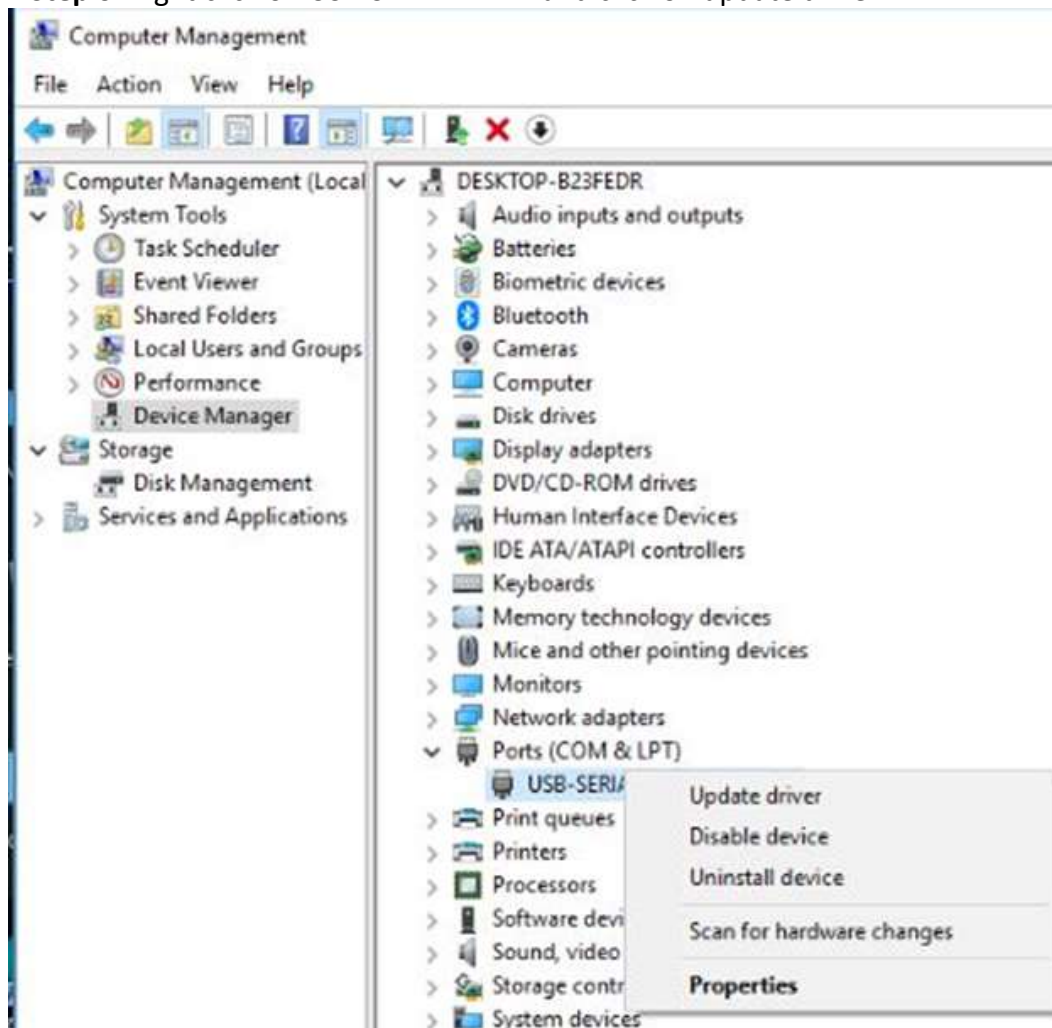 Computer Management
File Action View Help
Computer Management (Local
System Tools
Task Scheduler
Event Viewer
Shared Folders
Local Users and Groups
Performance
Device Manager
Storage
Disk Management
Services and Applications
DESKTOP-B23FEDR
Audio inputs and outputs
Batteries
Biometric devices
Bluetooth
Cameras
Computer
Disk drives
Display adapters
DVD/CD-ROM drives
Human Interface Devices
IDE ATA/ATAPI controllers
Keyboards
Memory technology devices
Mice and other pointing devices
Monitors
Network adapters
Ports (COM & LPT)
USB-SERIA
Print queues
Printers
Processors
Software devi
Sound, video
Storage contr
System devices
Update driver
Disable device
Uninstall device
Scan for hardware changes
Properties